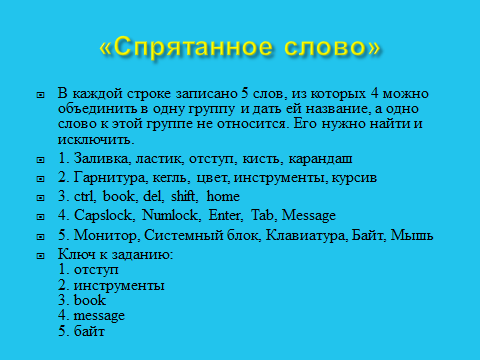 «Спрятанное слово»
В каждой строке записано 5 слов, из которых 4 можно
объединить в одну группу и дать ей название, а одно
слово к этой группе не относится. Его нужно найти и
исключить.
1. Заливка, ластик, отступ, кисть, карандаш
2. Гарнитура, кегль, цвет, инструменты, курсив
3. ctrl, book, del, shift, home
4. Capslock, Numlock, Enter, Tab, Message
5. Монитор, Системный блок, Клавиатура, Байт, Мышь
Ключ к заданию:
1. отступ
2. инструменты
3. book
4. message
5. байт